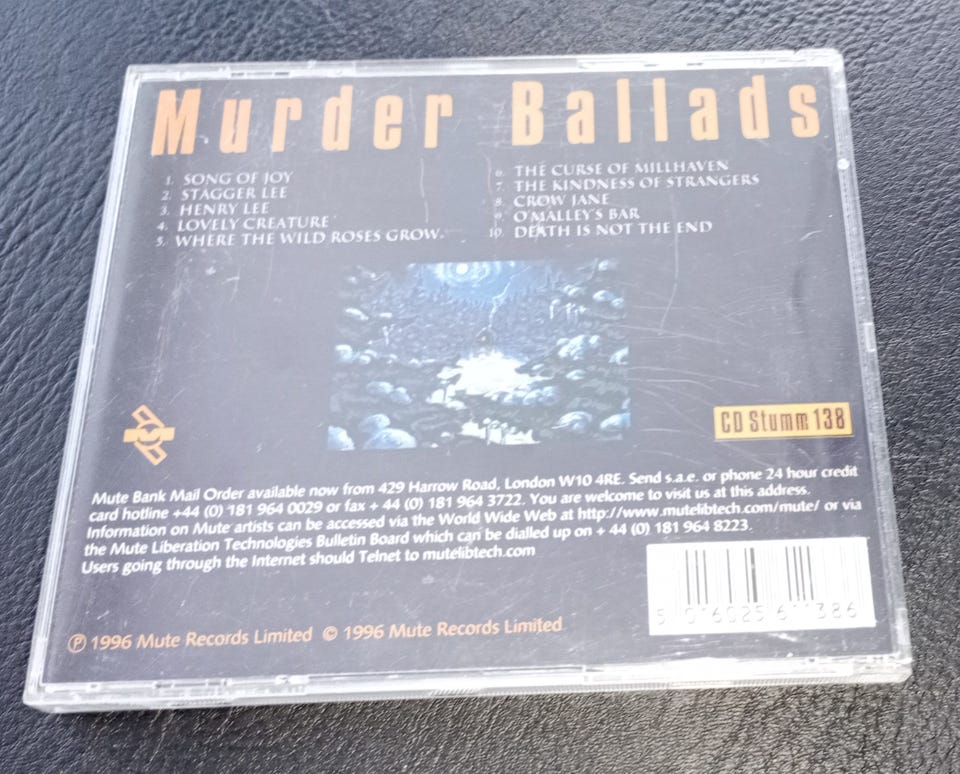 Murder Ballads
1. SONG OF JOY
2. STAGGER LEE
3. HENRY LEE
4. LOVELY CREATURE
5. WHERE THE WILD ROSES GROW
6. THE CURSE OF MILLHAVEN
7. THE KINDNESS OF STRANGERS
8. CROW JANE
9. O'MALLEY'S BAR
10. DEATH IS NOT THE END
CD Stumm 138
Mute Bank Mail Order available now from 429 Harrow Road, London W10 4RE. Send s.a.e. or phone 24 hour credit
card hotline +44 (0) 181 964 0029 or fax + 44 (0) 181 964 3722. You are welcome to visit us at this address.
Information on Mute artists can be accessed via the World Wide Web at http://www.mutelibtech.com/mute/ or via
the Mute Liberation Technologies Bulletin Board which can be dialled up on + 44 (0) 181 964 8223.
Users going through the Internet should Telnet to mutelibtech.com
℗ 1996 Mute Records Limited © 1996 Mute Records Limited